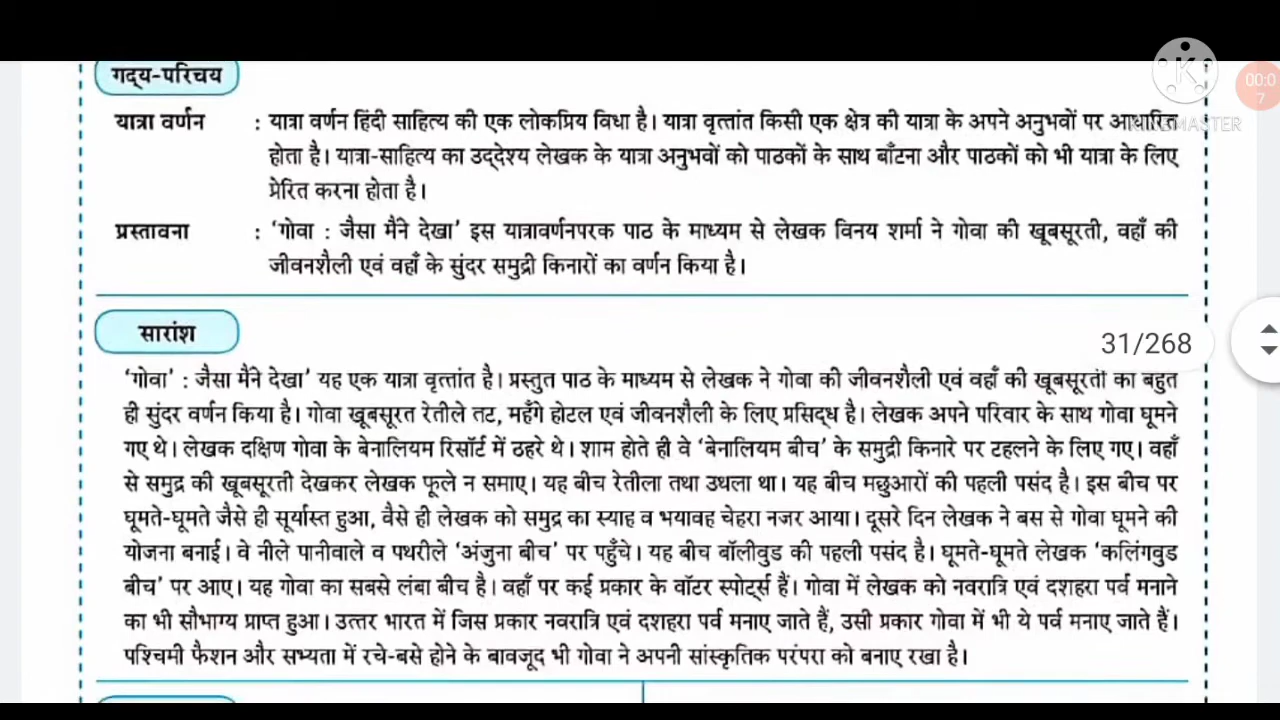 गद्य-परिचय
यात्रा वर्णन : यात्रा वर्णन हिंदी साहित्य की एक लोकप्रिय विधा है। यात्रा वृत्तांत किसी एक क्षेत्र की यात्रा के अपने अनुभवों पर आधारित
होता है। यात्रा-साहित्य का उद्देश्य लेखक के यात्रा अनुभवों को पाठकों के साथ बाँटना और पाठकों को भी यात्रा के लिए
प्रेरित करना होता है।
प्रस्तावना : ‘गोवा : जैसा मैंने देखा’ इस यात्रावर्णनपरक पाठ के माध्यम से लेखक विनय शर्मा ने गोवा की खूबसूरती, वहाँ की
जीवनशैली एवं वहाँ के सुंदर समुद्री किनारों का वर्णन किया है।
सारांश
‘गोवा’ : जैसा मैंने देखा’ यह एक यात्रा वृत्तांत है। प्रस्तुत पाठ के माध्यम से लेखक ने गोवा की जीवनशैली एवं वहाँ की खूबसूरती का बहुत
ही सुंदर वर्णन किया है। गोवा खूबसूरत रेतीले तट, महँगे होटल एवं जीवनशैली के लिए प्रसिद्ध है। लेखक अपने परिवार के साथ गोवा घूमने
गए थे। लेखक दक्षिण गोवा के बेनालियम रिसॉर्ट में ठहरे थे। शाम होते ही वे ‘बेनालियम बीच’ के समुद्री किनारे पर टहलने के लिए गए। वहाँ
से समुद्र की खूबसूरती देखकर लेखक फूले न समाए। यह बीच रेतीला तथा उथला था। यह बीच मछुआरों की पहली पसंद है। इस बीच पर
घूमते-घूमते जैसे ही सूर्यास्त हुआ, वैसे ही लेखक को समुद्र का स्याह व भयावह चेहरा नजर आया। दूसरे दिन लेखक ने बस से गोवा घूमने की
योजना बनाई। वे नीले पानीवाले व पथरीले ‘अंजुना बीच’ पर पहुँचे। यह बीच बॉलीवुड की पहली पसंद है। घूमते-घूमते लेखक ‘कलिंगवुड
बीच’ पर आए। यह गोवा का सबसे लंबा बीच है। वहाँ पर कई प्रकार के वॉटर स्पोर्ट्स हैं। गोवा में लेखक को नवरात्रि एवं दशहरा पर्व मनाने
का भी सौभाग्य प्राप्त हुआ। उत्तर भारत में जिस प्रकार नवरात्रि एवं दशहरा पर्व मनाए जाते हैं, उसी प्रकार गोवा में भी ये पर्व मनाए जाते हैं।
पश्चिमी फैशन और सभ्यता में रचे-बसे होने के बावजूद भी गोवा ने अपनी सांस्कृतिक परंपरा को बनाए रखा है।
31/268
K
KINEMASTER
00:0
7